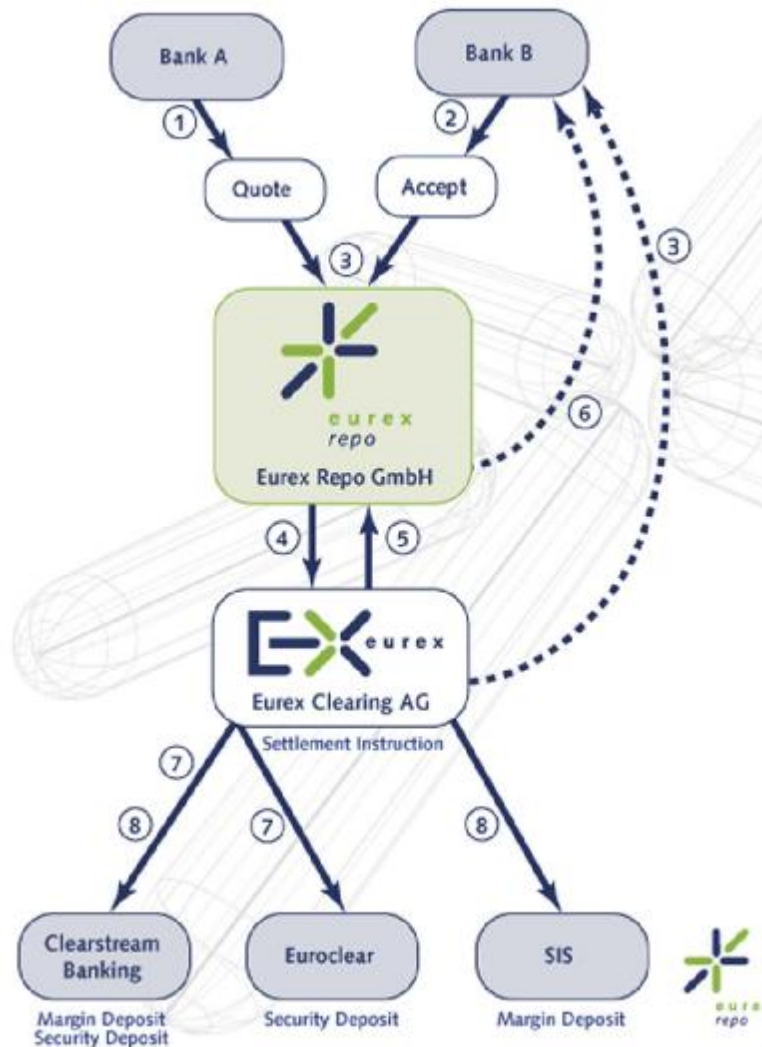 Bank A
Bank B
1
2
Quote
Accept
3
3
eurex
repo
Eurex Repo GmbH
6
4
5
eurex
Eurex Clearing AG
Settlement Instruction
7
8
7
8
Clearstream
Banking
Euroclear
SIS
Margin Deposit
Security Deposit
Security Deposit
Margin Deposit
eure
repo